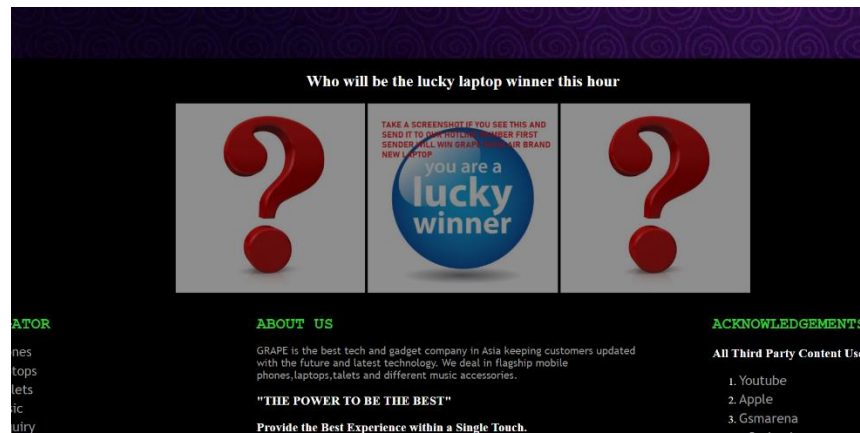 Who will be the lucky laptop winner this hour
TAKE A SCREENSHOT IF YOU SEE THIS AND
SEND IT TO OUR HOTLINE NUMBER FIRST
SENDER WILL WIN GRAPE AIR BRAND
NEW LAPTOP
you are a
lucky
winner
ATOR
nes
tops
lets
ic
uiry
ABOUT US
GRAPE is the best tech and gadget company in Asia keeping customers updated
with the future and latest technology. We deal in flagship mobile
phones,laptops,talets and different music accessories.
"THE POWER TO BE THE BEST"
Provide the Best Experience within a Single Touch.
ACKNOWLEDGEMENTS
All Third Party Content Use
1. Youtube
2. Apple
3. Gsmarena